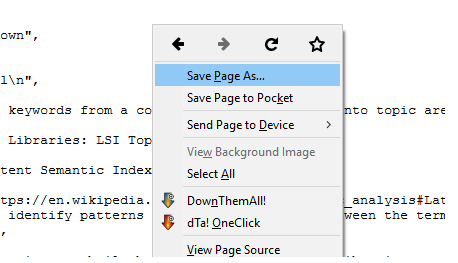 own",
Save Page As...
l\n",
Save Page to Pocket
keywords from a co
nto topic are
Send Page to Device
Libraries: LSI Top
View Background Image
tent Semantic Index
Select All
tps://en.wikipedia.
_analysis#Lat
DownThemAll!
identify patterns
ween the term
,
dTa! OneClick
View Page Source